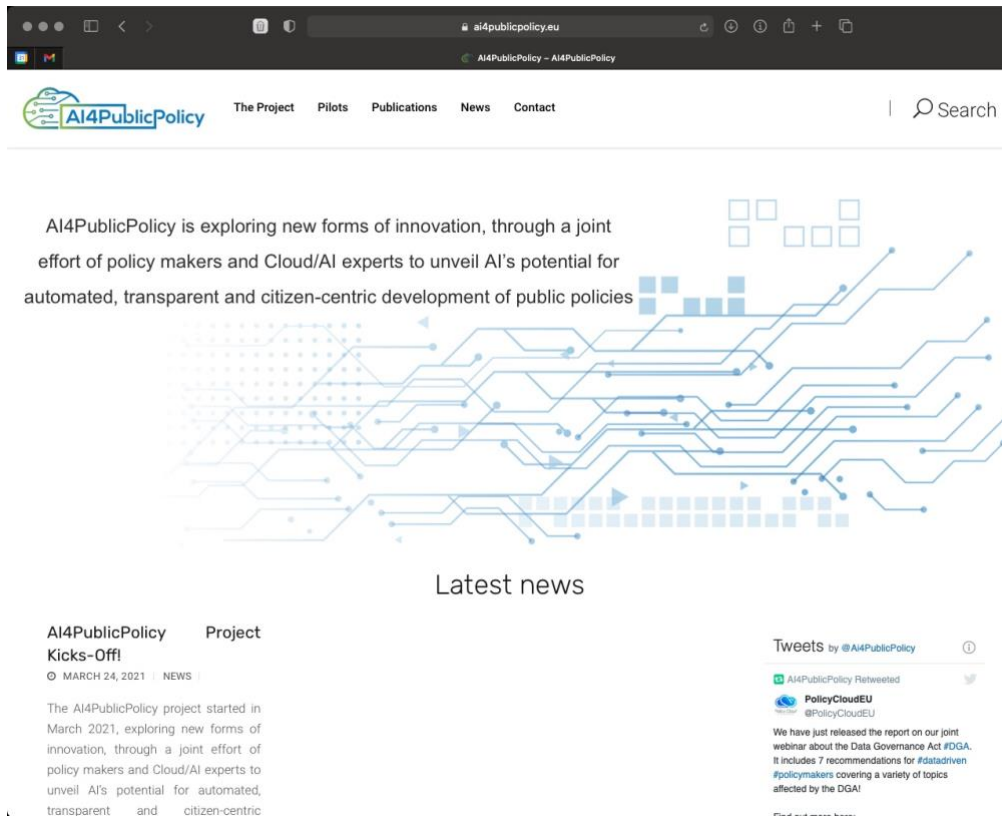 ai4publicpolicy.eu
AI4PublicPolicy – AI4PublicPolicy
AI4PublicPolicy
The Project
Pilots
Publications
News
Contact
Search
AI4PublicPolicy is exploring new forms of innovation, through a joint
effort of policy makers and Cloud/AI experts to unveil AI's potential for
automated, transparent and citizen-centric development of public policies
Latest news
AI4PublicPolicy Project
Kicks-Off!
MARCH 24, 2021 | NEWS
The AI4PublicPolicy project started in
March 2021, exploring new forms of
innovation, through a joint effort of
policy makers and Cloud/AI experts to
unveil AI's potential for automated,
transparent and citizen-centric
Tweets by @Ai4PublicPolicy
AI4PublicPolicy Retweeted
PolicyCloudEU
@PolicyCloudEU
We have just released the report on our joint
webinar about the Data Governance Act #DGA.
It includes 7 recommendations for #datadriven
#policymakers covering a variety of topics
affected by the DGA!
Find out more here: